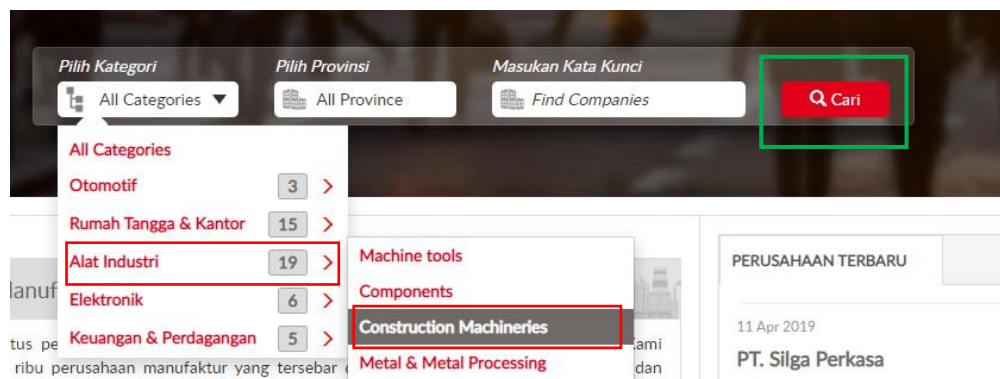 Pilih Kategori
Pilih Provinsi
Masukan Kata Kunci
All Categories
All Province
Find Companies
Cari
All Categories
Otomotif 3
Rumah Tangga & Kantor 15
Alat Industri 19
Elektronik 6
Keuangan & Perdagangan 5
Machine tools
Components
Construction Machineries
Metal & Metal Processing
ribu perusahaan manufaktur yang tersebar
dan
PERUSAHAAN TERBARU
11 Apr 2019
PT. Silga Perkasa